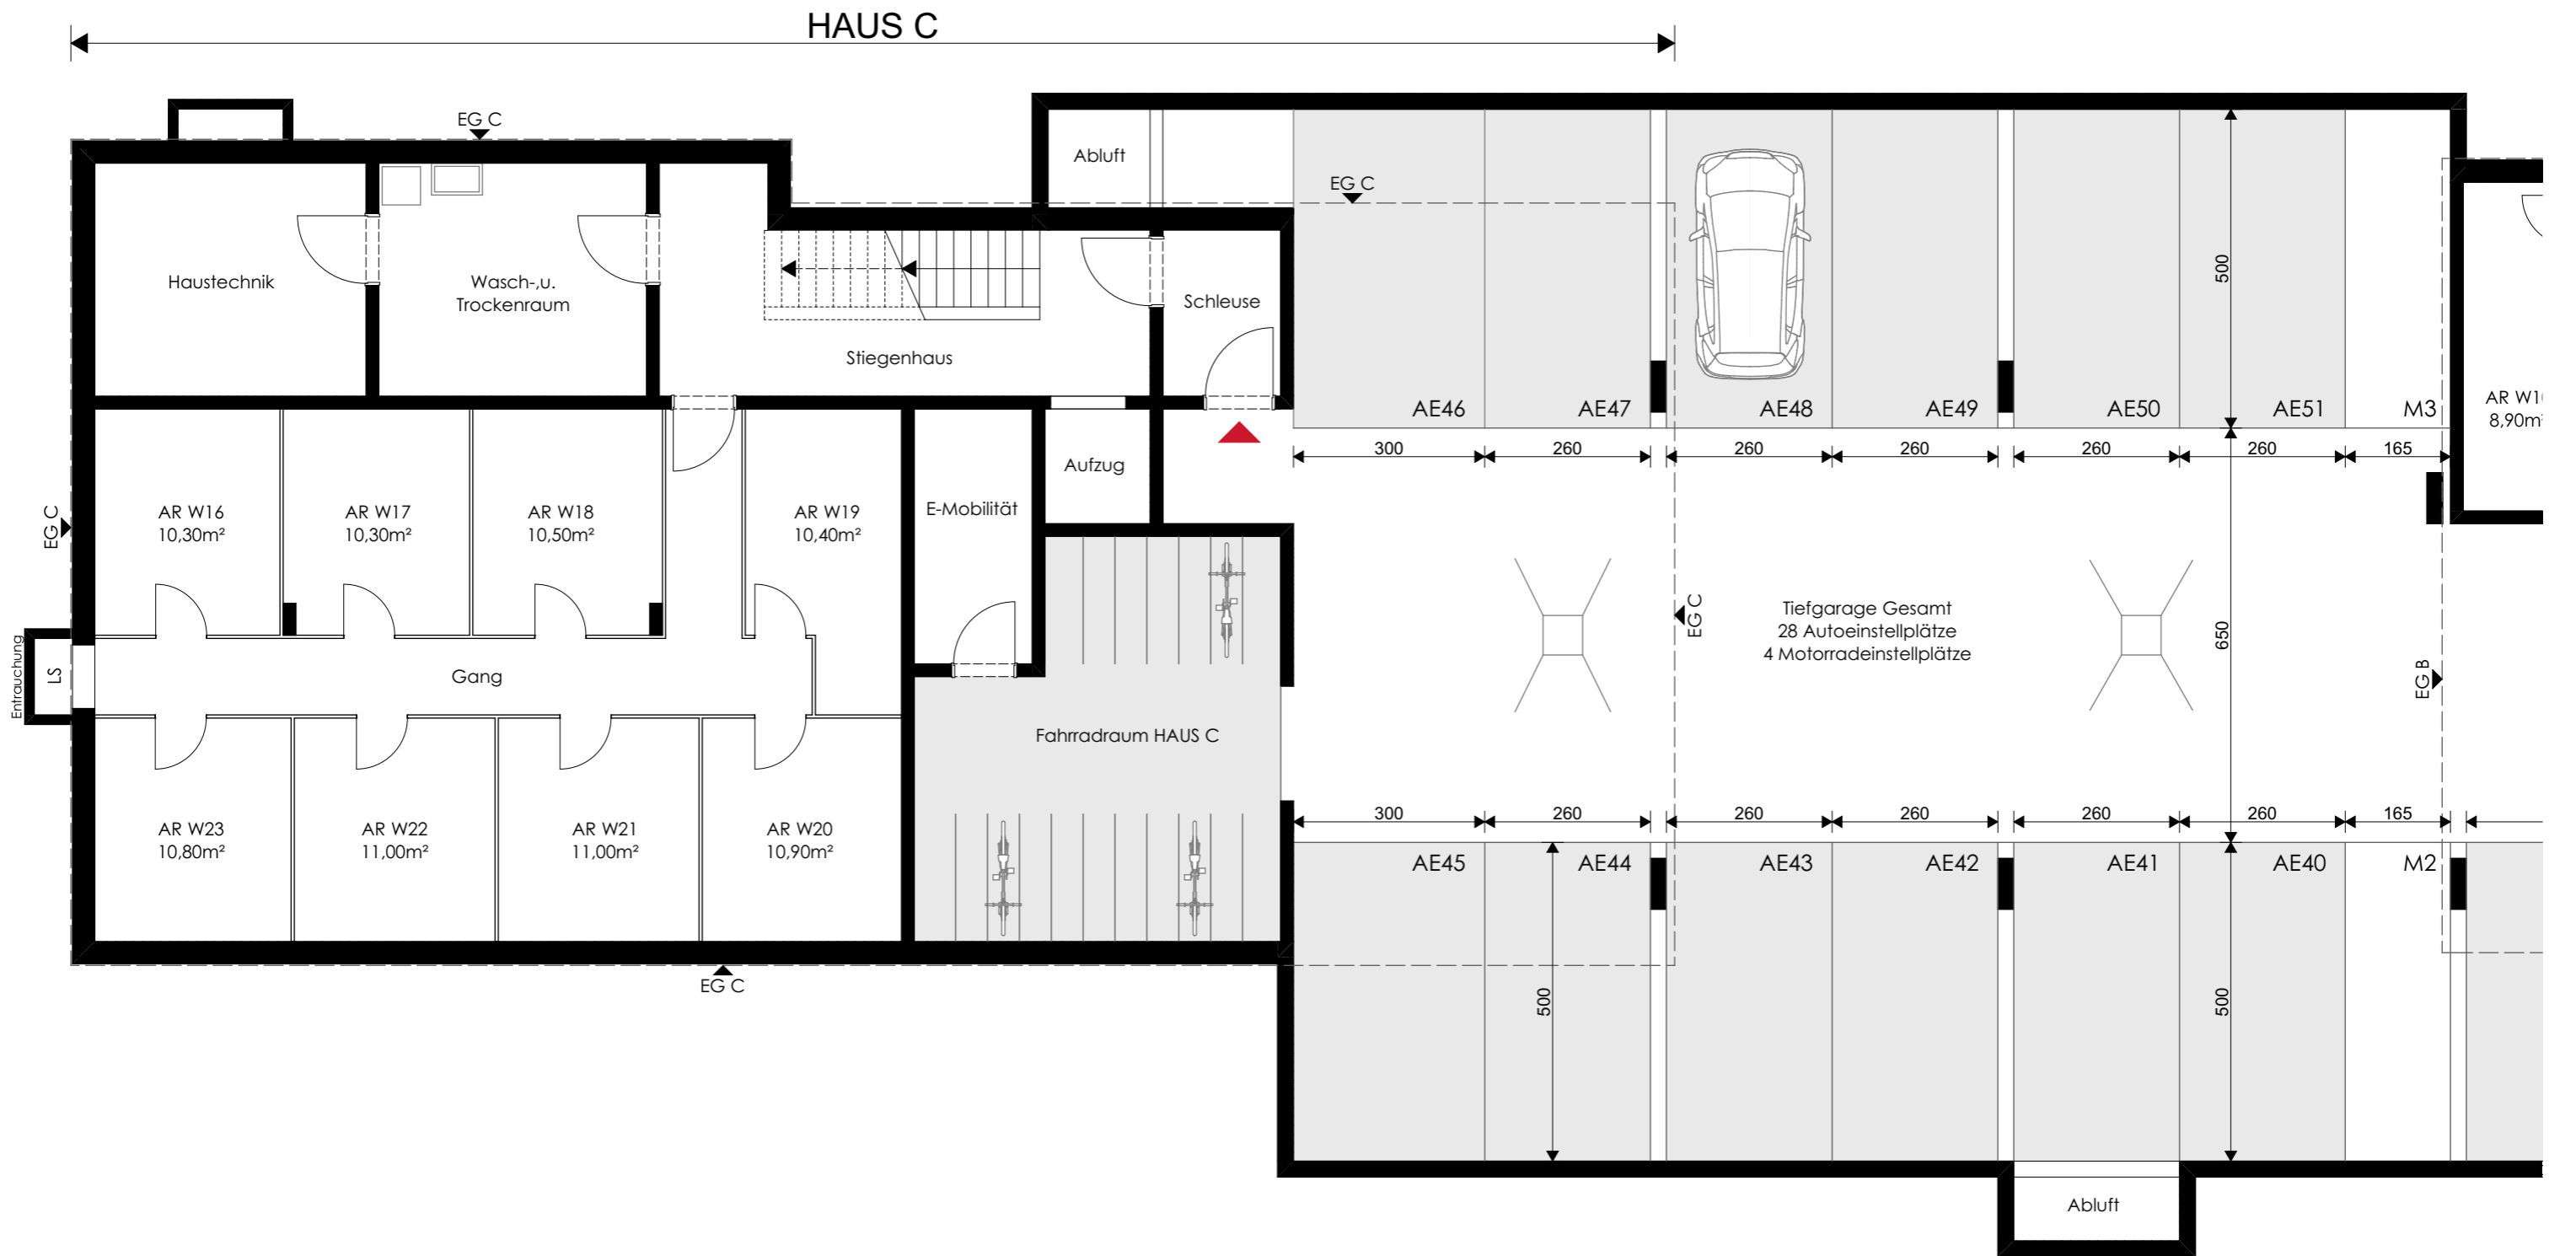 HAUS C
EG C
Abluft
EG C
Haustechnik
Wasch-,u.
Trockenraum
Schleuse
Stiegenhaus
500
AE46
AE47
AE48
AE49
AE50
AE51
M3
AR W1
8,90m²
300
260
260
260
260
260
165
Aufzug
E-Mobilität
AR W16
10,30m²
AR W17
10,30m²
AR W18
10,50m²
AR W19
10,40m²
EG C
Tiefgarage Gesamt
28 Autoeinstellplätze
4 Motorradeinstellplätze
EG C
650
EG B
Entrauchung
LS
Gang
Fahrradraum HAUS C
300
260
260
260
260
260
165
AR W23
10,80m²
AR W22
11,00m²
AR W21
11,00m²
AR W20
10,90m²
AE45
AE44
AE43
AE42
AE41
AE40
M2
EG C
500
500
Abluft